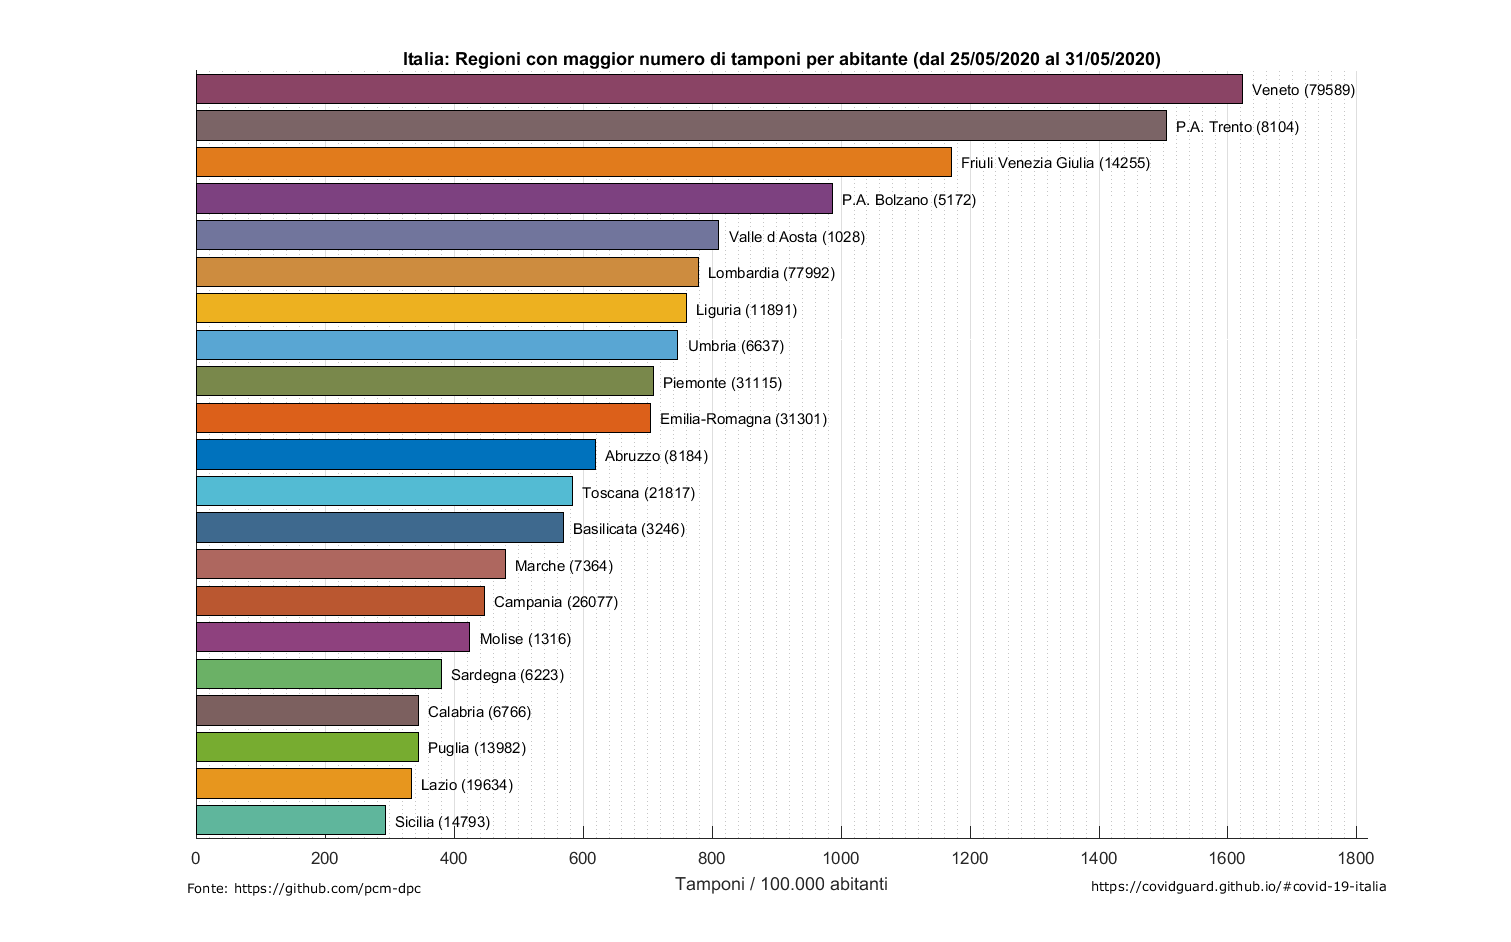 Italia: Regioni con maggior numero di tamponi per abitante (dal 25/05/2020 al 31/05/2020)
Veneto (79589)
P.A. Trento (8104)
Friuli Venezia Giulia (14255)
P.A. Bolzano (5172)
Valle d Aosta (1028)
Lombardia (77992)
Liguria (11891)
Umbria (6637)
Piemonte (31115)
Emilia-Romagna (31301)
Abruzzo (8184)
Toscana (21817)
Basilicata (3246)
Marche (7364)
Campania (26077)
Molise (1316)
Sardegna (6223)
Calabria (6766)
Puglia (13982)
Lazio (19634)
Sicilia (14793)
0 200 400 600 800 1000 1200 1400 1600 1800
Tamponi / 100.000 abitanti
Fonte: https://github.com/pcm-dpc
https://covidguard.github.io/#covid-19-italia